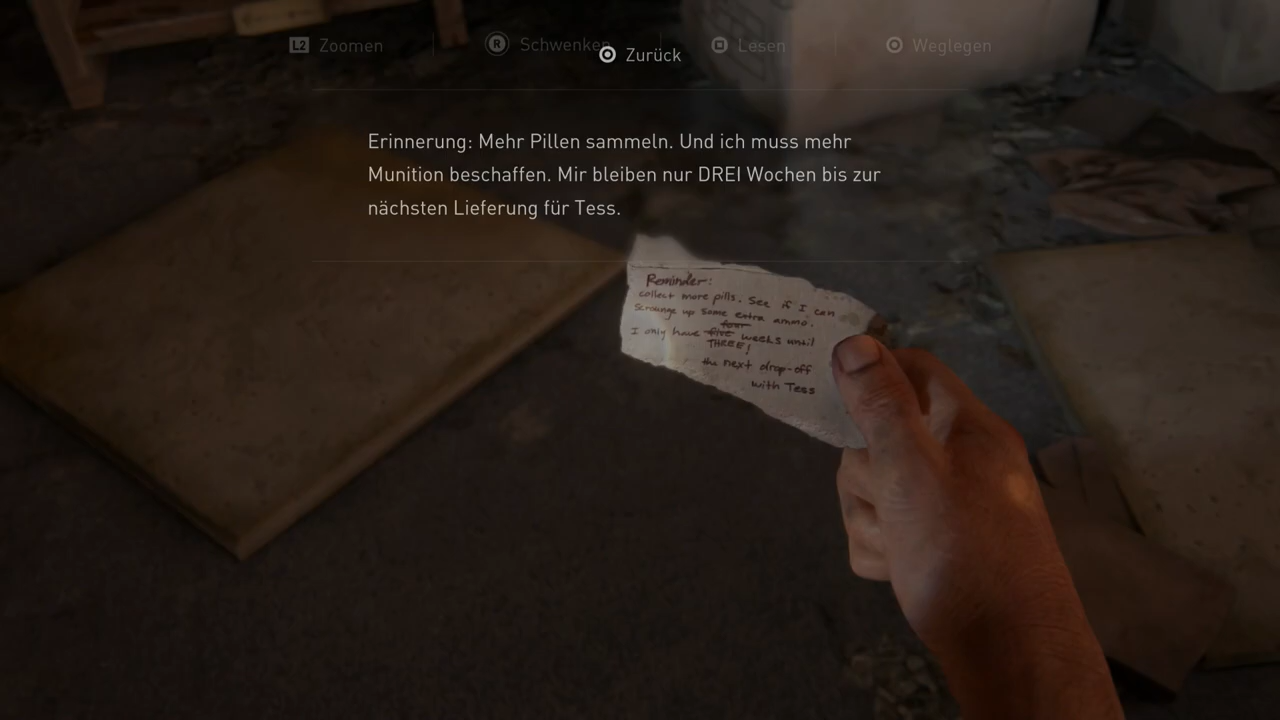 L2 Zoomen R Schwenken Lesen Weglegen
Zurück
Erinnerung: Mehr Pillen sammeln. Und ich muss mehr
Munition beschaffen. Mir bleiben nur DREI Wochen bis zur
nächsten Lieferung für Tess.
Reminder:
collect more pills. See if I can
scrounge up some extra ammo.
four
I only have five weeks until
THREE!
the next drop-off
with Tess